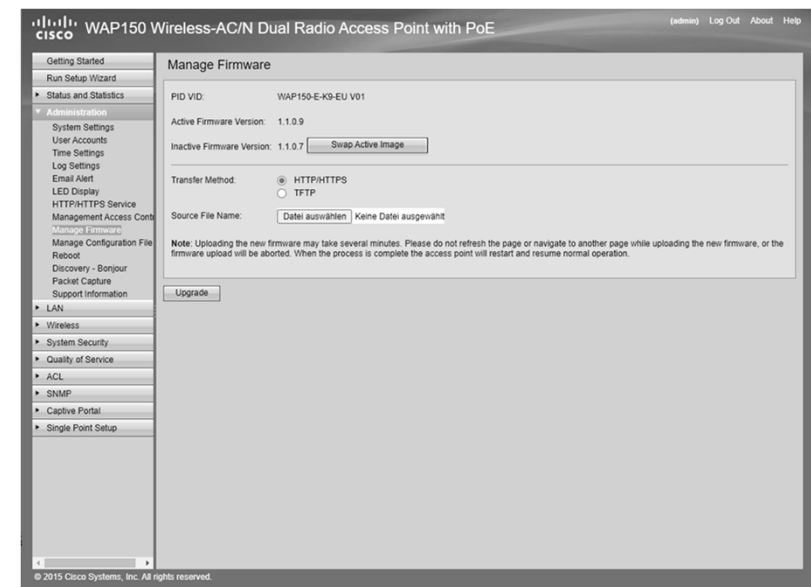 CISCO WAP150 Wireless-AC/N Dual Radio Access Point with PoE
(admin) Log Out About Help
Getting Started
Run Setup Wizard
Status and Statistics
Administration
System Settings
User Accounts
Time Settings
Log Settings
Email Alert
LED Display
HTTP/HTTPS Service
Management Access Contr
Manage Firmware
Manage Configuration File
Reboot
Discovery - Bonjour
Packet Capture
Support Information
LAN
Wireless
System Security
Quality of Service
ACL
SNMP
Captive Portal
Single Point Setup
Manage Firmware
PID VID: WAP150-E-K9-EU V01
Active Firmware Version: 1.1.0.9
Inactive Firmware Version: 1.1.0.7 Swap Active Image
Transfer Method: HTTP/HTTPS
TFTP
Source File Name: Datei auswählen Keine Datei ausgewählt
Note: Uploading the new firmware may take several minutes. Please do not refresh the page or navigate to another page while uploading the new firmware, or the
firmware upload will be aborted. When the process is complete the access point will restart and resume normal operation.
Upgrade
© 2015 Cisco Systems, Inc. All rights reserved.